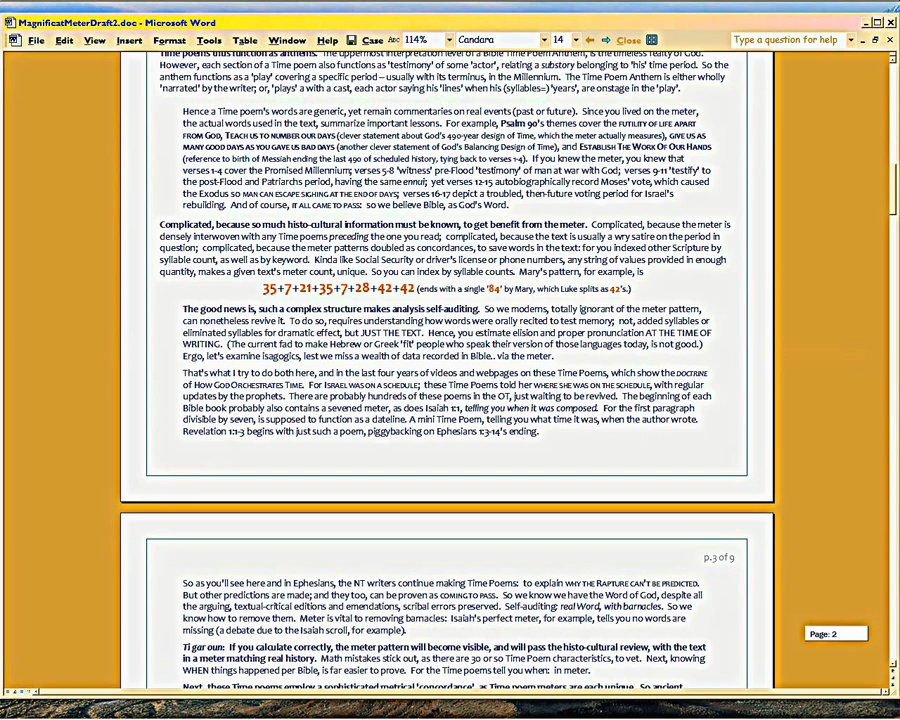 MagnificatMeterDraft2.doc - Microsoft Word
File Edit View Insert Format Tools Table Window Help Case Abc 114% Candara 14 Close Type a question for help
Time poems thus function as anthems. The uppermost interpretation level of a Bible Time Poem Anthem, is the timeless reality of God.
However, each section of a Time poem also functions as 'testimony' of some 'actor', relating a substory belonging to 'his' time period. So the
anthem functions as a 'play' covering a specific period – usually with its terminus, in the Millennium. The Time Poem Anthem is either wholly
'narrated' by the writer; or, 'plays' a with a cast, each actor saying his 'lines' when his (syllables=) 'years', are onstage in the 'play'.
Hence a Time poem's words are generic, yet remain commentaries on real events (past or future). Since you lived on the meter,
the actual words used in the text, summarize important lessons. For example, Psalm 90's themes cover the FUTILITY OF LIFE APART
FROM GOD, TEACH US TO NUMBER OUR DAYS (clever statement about God's 490-year design of Time, which the meter actually measures), GIVE US AS
MANY GOOD DAYS AS YOU GAVE US BAD DAYS (another clever statement of God's Balancing Design of Time), and ESTABLISH THE WORK OF OUR HANDS
(reference to birth of Messiah ending the last 490 of scheduled history, tying back to verses 1-4). If you knew the meter, you knew that
verses 1-4 cover the Promised Millennium; verses 5-8 'witness' pre-Flood 'testimony' of man at war with God; verses 9-11 'testify' to
the post-Flood and Patriarchs period, having the same ennui; yet verses 12-15 autobiographically record Moses' vote, which caused
the Exodus SO MAN CAN ESCAPE SIGHING AT THE END OF DAYS; verses 16-17 depict a troubled, then-future voting period for Israel's
rebuilding. And of course, IT ALL CAME TO PASS: so we believe Bible, as God's Word.
Complicated, because so much histo-cultural information must be known, to get benefit from the meter. Complicated, because the meter is
densely interwoven with any Time poems preceding the one you read; complicated, because the text is usually a wry satire on the period in
question; complicated, because the meter patterns doubled as concordances, to save words in the text: for you indexed other Scripture by
syllable count, as well as by keyword. Kinda like Social Security or driver's license or phone numbers, any string of values provided in enough
quantity, makes a given text's meter count, unique. So you can index by syllable counts. Mary's pattern, for example, is
35+7+21+35+7+28+42+42 (ends with a single '84' by Mary, which Luke splits as 42's.)
The good news is, such a complex structure makes analysis self-auditing. So we moderns, totally ignorant of the meter pattern,
can nonetheless revive it. To do so, requires understanding how words were orally recited to test memory; not, added syllables or
eliminated syllables for dramatic effect, but JUST THE TEXT. Hence, you estimate elision and proper pronunciation AT THE TIME OF
WRITING. (The current fad to make Hebrew or Greek 'fit' people who speak their version of those languages today, is not good.)
Ergo, let's examine isagogics, lest we miss a wealth of data recorded in Bible.. via the meter.
That's what I try to do both here, and in the last four years of videos and webpages on these Time Poems, which show the DOCTRINE
of HOW GOD ORCHESTRATES TIME. For ISRAEL WAS ON A SCHEDULE; these Time Poems told her WHERE SHE WAS ON THE SCHEDULE, with regular
updates by the prophets. There are probably hundreds of these poems in the OT, just waiting to be revived. The beginning of each
Bible book probably also contains a sevened meter, as does Isaiah 1:1, telling you when it was composed. For the first paragraph
divisible by seven, is supposed to function as a dateline. A mini Time Poem, telling you what time it was, when the author wrote.
Revelation 1:1-3 begins with just such a poem, piggybacking on Ephesians 1:3-14's ending.
p.3 of 9
So as you'll see here and in Ephesians, the NT writers continue making Time Poems: to explain WHY THE RAPTURE CAN'T BE PREDICTED.
But other predictions are made; and they too, can be proven as COMING TO PASS. So we know we have the Word of God, despite all
the arguing, textual-critical editions and emendations, scribal errors preserved. Self-auditing: real Word, with barnacles. So we
know how to remove them. Meter is vital to removing barnacles: Isaiah's perfect meter, for example, tells you no words are
missing (a debate due to the Isaiah scroll, for example).
Page: 2
Ti gar oun: If you calculate correctly, the meter pattern will become visible, and will pass the histo-cultural review, with the text
in a meter matching real history. Math mistakes stick out, as there are 30 or so Time Poem characteristics, to vet. Next, knowing
WHEN things happened per Bible, is far easier to prove. For the Time poems tell you when: in meter.
Next, these Time poems employ a sophisticated metrical 'concordance', as Time poem meters are each unique. So ancient